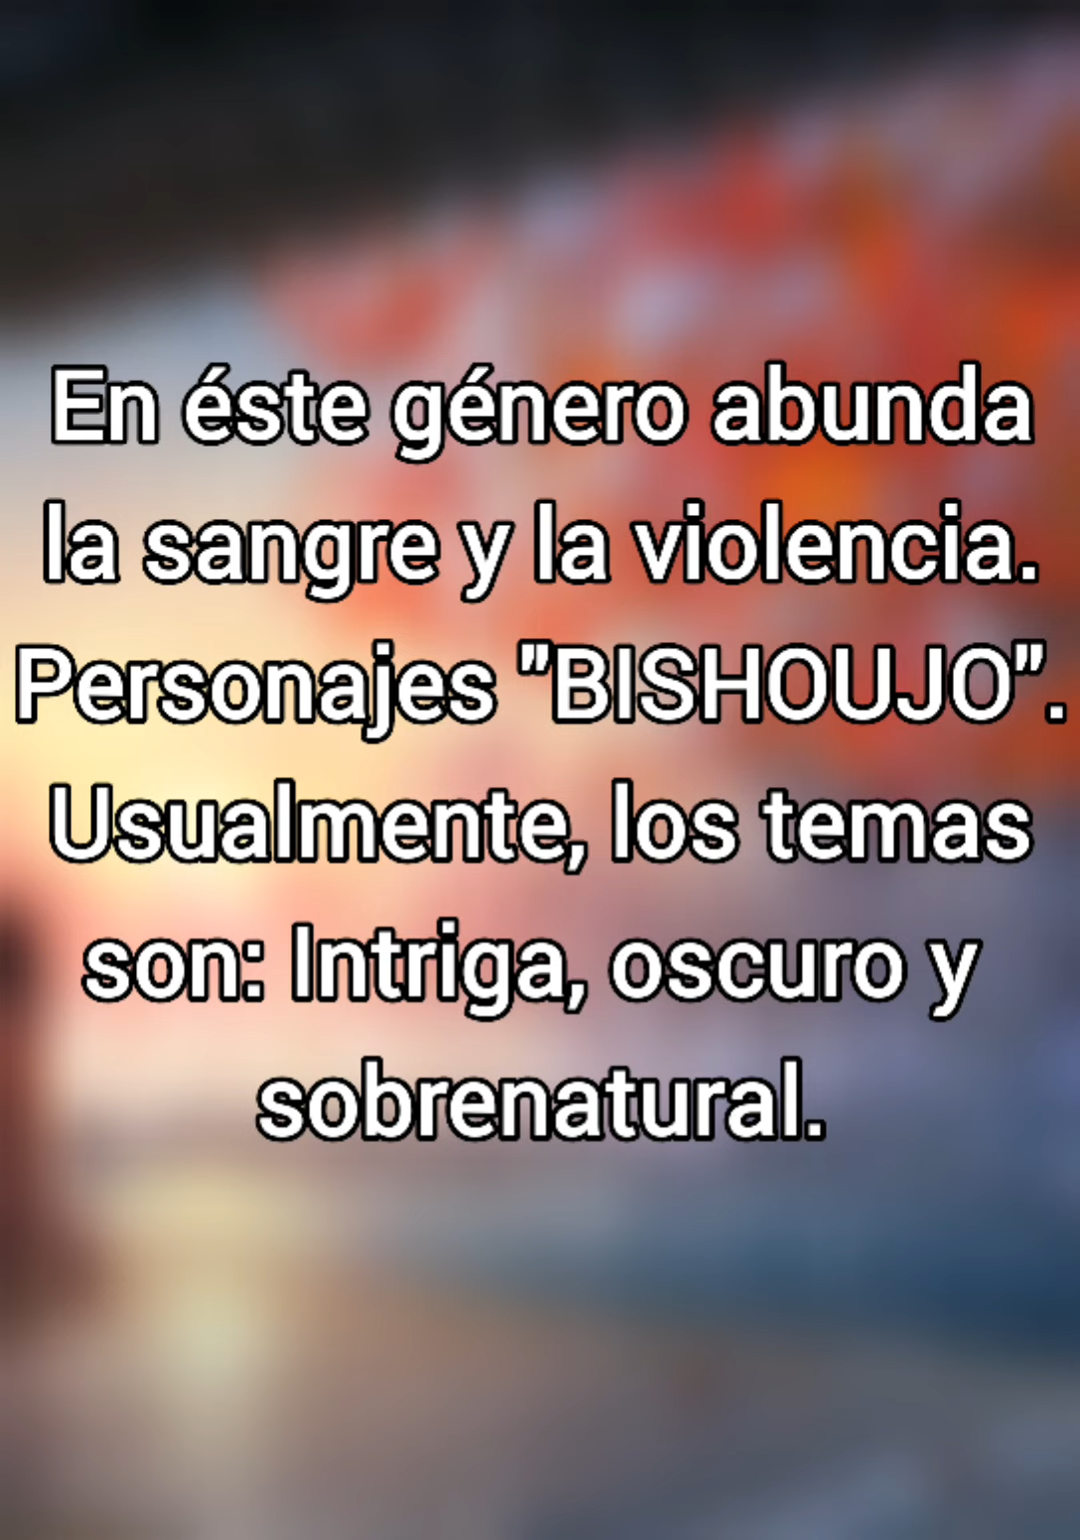 En éste género abunda
la sangre y la violencia.
Personajes "BISHOUJO".
Usualmente, los temas
son: Intriga, oscuro y
sobrenatural.